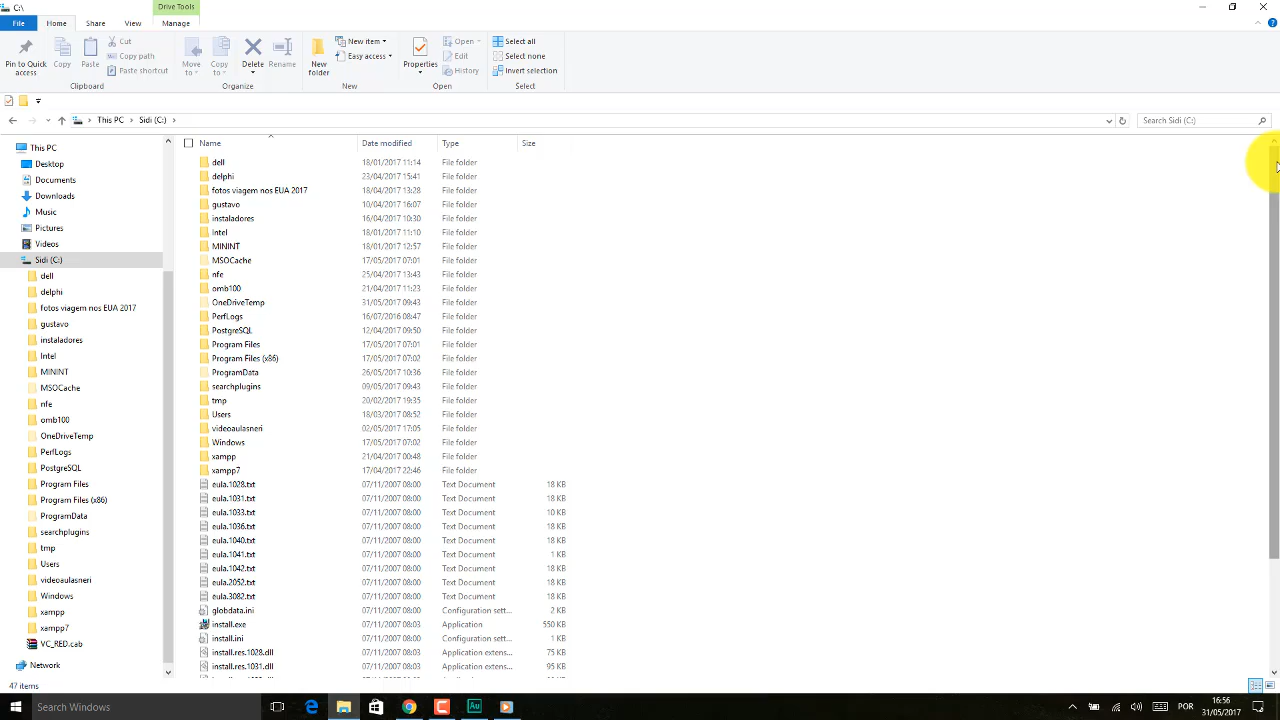 C:\
Drive Tools
File
Home
Share
View
Manage
Pin to Quick access
Copy
Paste
Cut
Copy path
Paste shortcut
Clipboard
Move to
Copy to
Delete
Rename
Organize
New folder
New item
Easy access
New
Properties
Open
Edit
History
Open
Select all
Select none
Invert selection
Select
This PC
Sidi (C:)
Search Sidi (C:)
This PC
Desktop
Documents
Downloads
Music
Pictures
Videos
Sidi (C:)
dell
delphi
fotos viagem nos EUA 2017
gustavo
instaladores
Intel
MININT
MSOCache
nfe
omb100
OneDriveTemp
PerfLogs
PostgreSQL
Program Files
Program Files (x86)
ProgramData
searchplugins
tmp
Users
videoaulasneri
Windows
xampp
xampp7
VC_RED.cab
Network
Name Date modified Type Size
dell 18/01/2017 11:14 File folder
delphi 23/04/2017 15:41 File folder
fotos viagem nos EUA 2017 18/04/2017 13:28 File folder
gustavo 10/04/2017 16:07 File folder
instaladores 16/04/2017 10:30 File folder
Intel 18/01/2017 11:10 File folder
MININT 18/01/2017 12:57 File folder
MSOCache 17/05/2017 07:01 File folder
nfe 25/04/2017 13:43 File folder
omb100 21/04/2017 11:23 File folder
OneDriveTemp 31/05/2017 09:43 File folder
PerfLogs 16/07/2016 08:47 File folder
PostgreSQL 12/04/2017 09:50 File folder
Program Files 17/05/2017 07:01 File folder
Program Files (x86) 17/05/2017 07:02 File folder
ProgramData 26/05/2017 10:36 File folder
searchplugins 09/05/2017 09:43 File folder
tmp 20/02/2017 19:35 File folder
Users 18/03/2017 08:52 File folder
videoaulasneri 02/05/2017 17:05 File folder
Windows 17/05/2017 07:02 File folder
xampp 21/04/2017 00:48 File folder
xampp7 17/04/2017 22:46 File folder
eula.1028.txt 07/11/2007 08:00 Text Document 18 KB
eula.1031.txt 07/11/2007 08:00 Text Document 18 KB
eula.1033.txt 07/11/2007 08:00 Text Document 10 KB
eula.1036.txt 07/11/2007 08:00 Text Document 18 KB
eula.1040.txt 07/11/2007 08:00 Text Document 18 KB
eula.1041.txt 07/11/2007 08:00 Text Document 1 KB
eula.1042.txt 07/11/2007 08:00 Text Document 18 KB
eula.2052.txt 07/11/2007 08:00 Text Document 18 KB
eula.3082.txt 07/11/2007 08:00 Text Document 18 KB
globdata.ini 07/11/2007 08:00 Configuration sett... 2 KB
install.exe 07/11/2007 08:03 Application 550 KB
install.ini 07/11/2007 08:00 Configuration sett... 1 KB
install.res.1028.dll 07/11/2007 08:03 Application extens... 75 KB
install.res.1031.dll 07/11/2007 08:03 Application extens... 95 KB
47 items
Search Windows
Au
POR
16:56
31/05/2017